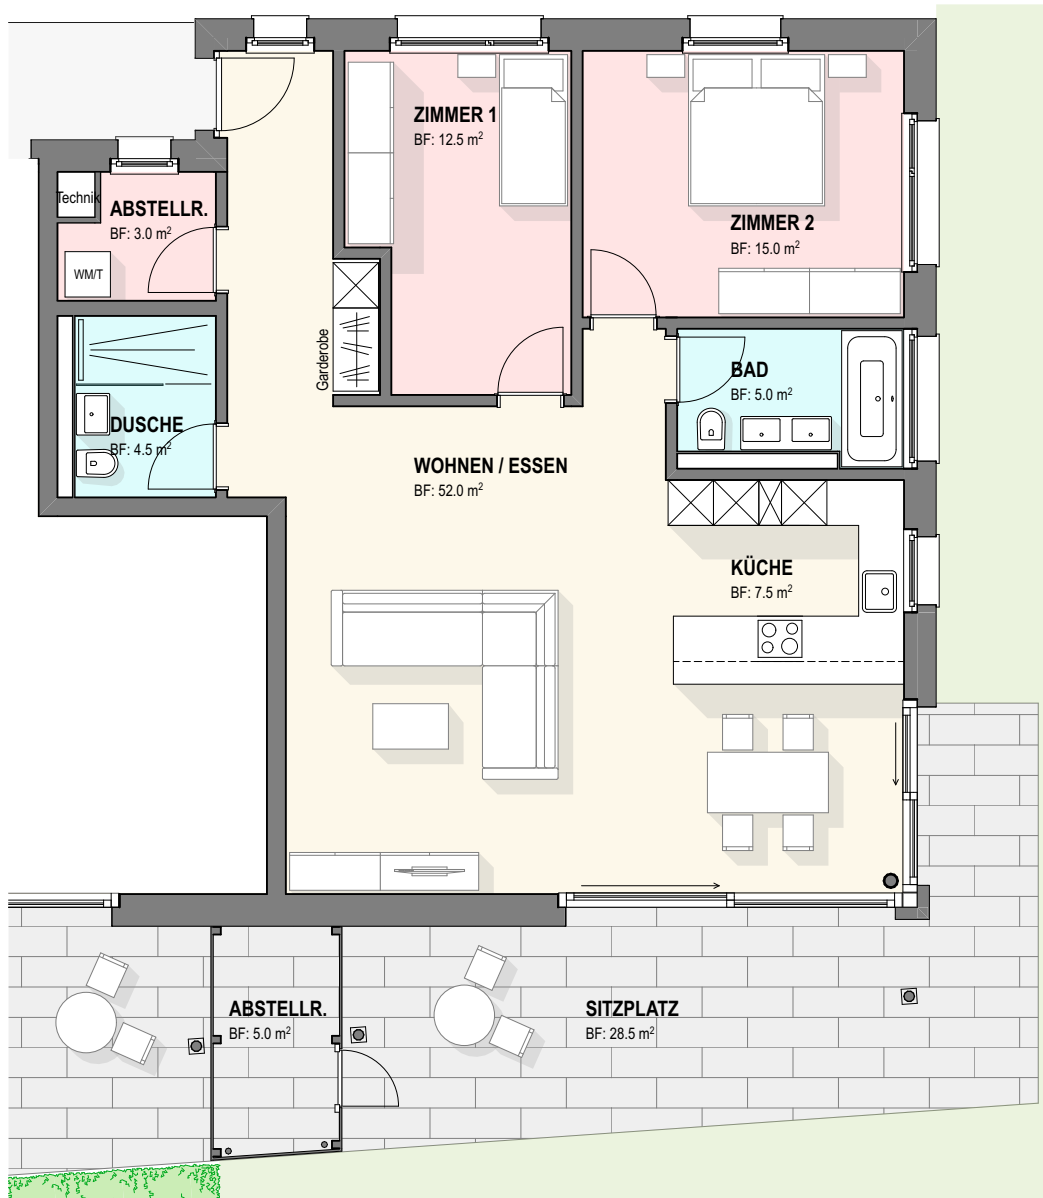 ZIMMER 1
BF: 12.5 m²
Technik
ABSTELLR.
BF: 3.0 m²
WM/T
ZIMMER 2
BF: 15.0 m²
Garderobe
BAD
BF: 5.0 m²
DUSCHE
BF: 4.5 m²
WOHNEN / ESSEN
BF: 52.0 m²
KÜCHE
BF: 7.5 m²
ABSTELLR.
BF: 5.0 m²
SITZPLATZ
BF: 28.5 m²